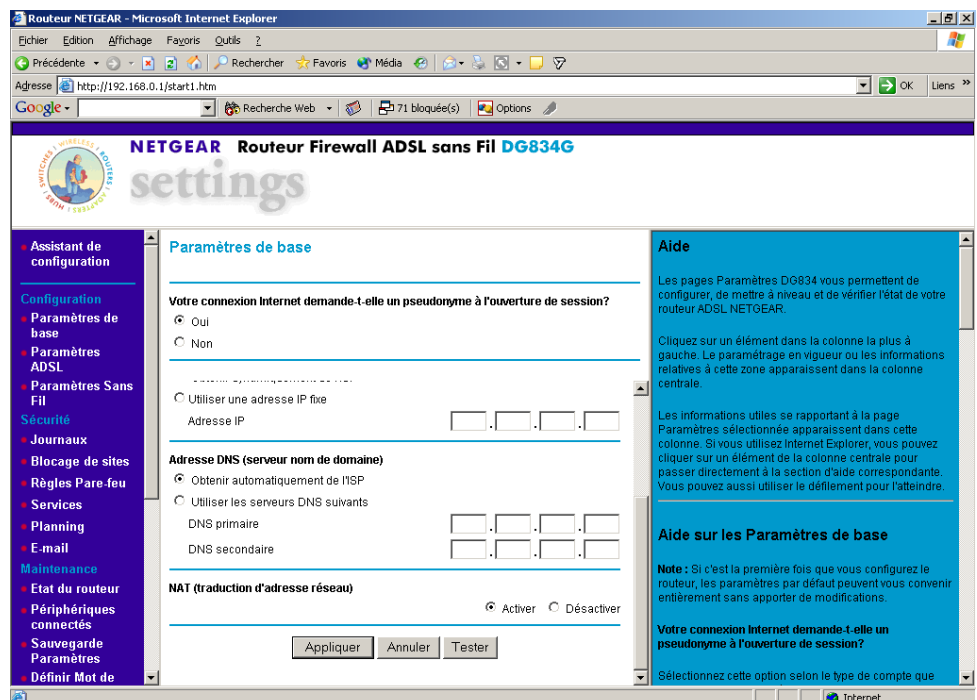 Routeur NETGEAR - Microsoft Internet Explorer
Eichier Edition Affichage Favoris Outils ?
Précédente Rechercher Favoris Média
Adresse http://192.168.0.1/start1.htm OK Liens »
Google - Recherche Web 71 bloquée(s) Options
SWITCHES WIRELESS ROUTERS ADAPTERS HUBS
NETGEAR Routeur Firewall ADSL sans Fil DG834G
settings
Assistant de
configuration
Configuration
Paramètres de
base
Paramètres
ADSL
Paramètres Sans
Fil
Sécurité
Journaux
Blocage de sites
Règles Pare-feu
Services
Planning
E-mail
Maintenance
Etat du routeur
Périphériques
connectés
Sauvegarde
Paramètres
Définir Mot de
Paramètres de base
Votre connexion Internet demande-t-elle un pseudonyme à l'ouverture de session?
Oui
Non
Utiliser une adresse IP fixe
Adresse IP
Adresse DNS (serveur nom de domaine)
Obtenir automatiquement de l'ISP
Utiliser les serveurs DNS suivants
DNS primaire
DNS secondaire
NAT (traduction d'adresse réseau)
Activer Désactiver
Appliquer Annuler Tester
Aide
Les pages Paramètres DG834 vous permettent de
configurer, de mettre à niveau et de vérifier l'état de votre
routeur ADSL NETGEAR.
Cliquez sur un élément dans la colonne la plus à
gauche. Le paramétrage en vigueur ou les informations
relatives à cette zone apparaissent dans la colonne
centrale.
Les informations utiles se rapportant à la page
Paramètres sélectionnée apparaissent dans cette
colonne. Si vous utilisez Internet Explorer, vous pouvez
cliquer sur un élément de la colonne centrale pour
passer directement à la section d'aide correspondante.
Vous pouvez aussi utiliser le défilement pour l'atteindre.
Aide sur les Paramètres de base
Note : Si c'est la première fois que vous configurez le
routeur, les paramètres par défaut peuvent vous convenir
entièrement sans apporter de modifications.
Votre connexion Internet demande-t-elle un
pseudonyme à l'ouverture de session?
Sélectionnez cette option selon le type de compte que
Internet